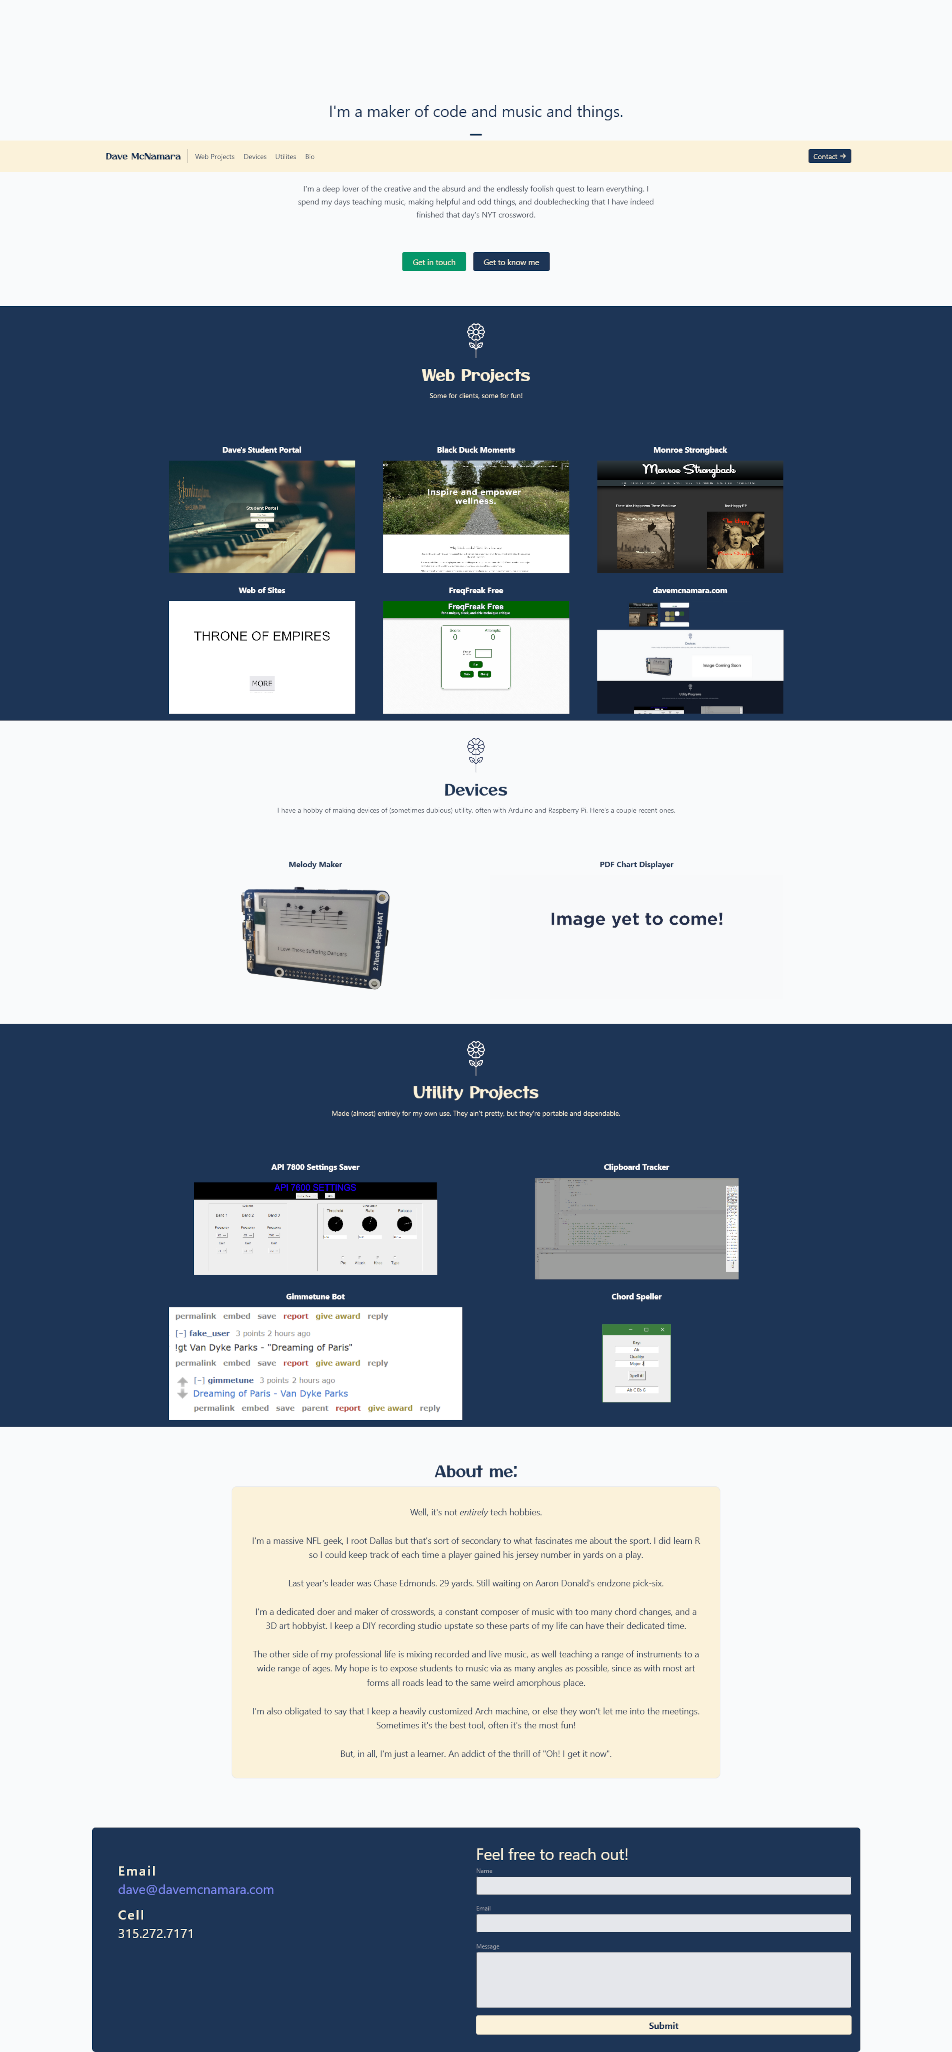 I'm a maker of code and music and things.
Dave McNamara
Web Projects
Devices
Utilites
Bio
Contact →
I'm a deep lover of the creative and the absurd and the endlessly foolish quest to learn everything. I
spend my days teaching music, making helpful and odd things, and doublechecking that I have indeed
finished that day's NYT crossword.
Get in touch
Get to know me
Web Projects
Some for clients, some for fun!
Dave's Student Portal
Black Duck Moments
Monroe Strongback
Student Portal
Inspire and empower
wellness.
Monroe Strongback
Web of Sites
FreqFreak Free
davemcnamara.com
THRONE OF EMPIRES
MORE
FreqFreak Free
0
0
Image Coming Soon
Devices
I have a hobby of making devices of (sometimes dubious) utility, often with Arduino and Raspberry Pi. Here's a couple recent ones.
Melody Maker
PDF Chart Displayer
2.7inch e-Paper HAT
Image yet to come!
Utility Projects
Made (almost) entirely for my own use. They ain't pretty, but they're portable and dependable.
API 7800 Settings Saver
Clipboard Tracker
API 7800 SETTINGS
Band 1
Band 2
Band 3
Gimmetune Bot
Chord Speller
permalink embed save report give award reply
[–] fake_user 3 points 2 hours ago
!gt Van Dyke Parks - "Dreaming of Paris"
permalink embed save report give award reply
[–] gimmetune 3 points 2 hours ago
Dreaming of Paris - Van Dyke Parks
permalink embed save parent report give award reply
Key:
Ab
Quality:
Spell it!
About me:
Well, it's not entirely tech hobbies.
I'm a massive NFL geek, I root Dallas but that's sort of secondary to what fascinates me about the sport. I did learn R
so I could keep track of each time a player gained his jersey number in yards on a play.
Last year's leader was Chase Edmonds. 29 yards. Still waiting on Aaron Donald's endzone pick-six.
I'm a dedicated doer and maker of crosswords, a constant composer of music with too many chord changes, and a
3D art hobbyist. I keep a DIY recording studio upstate so these parts of my life can have their dedicated time.
The other side of my professional life is mixing recorded and live music, as well teaching a range of instruments to a
wide range of ages. My hope is to expose students to music via as many angles as possible, since as with most art
forms all roads lead to the same weird amorphous place.
I'm also obligated to say that I keep a heavily customized Arch machine, or else they won't let me into the meetings.
Sometimes it's the best tool, often it's the most fun!
But, in all, I'm just a learner. An addict of the thrill of "Oh! I get it now".
Email
dave@davemcnamara.com
Cell
315.272.7171
Feel free to reach out!
Name
Email
Message
Submit